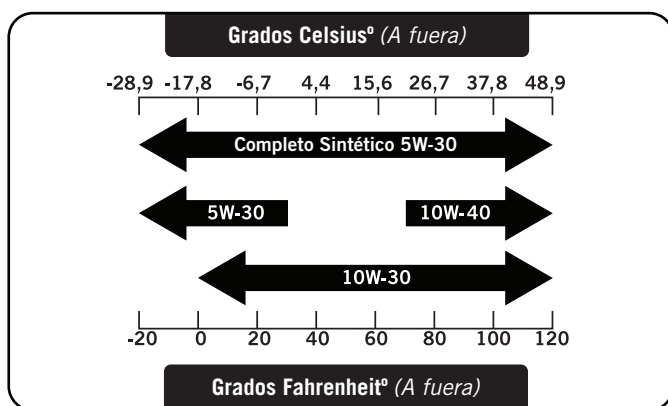 Grados Celsiusº (A fuera)
-28,9 -17,8 -6,7 4,4 15,6 26,7 37,8 48,9
Completo Sintético 5W-30
5W-30 10W-40
10W-30
-20 0 20 40 60 80 100 120
Grados Fahrenheitº (A fuera)